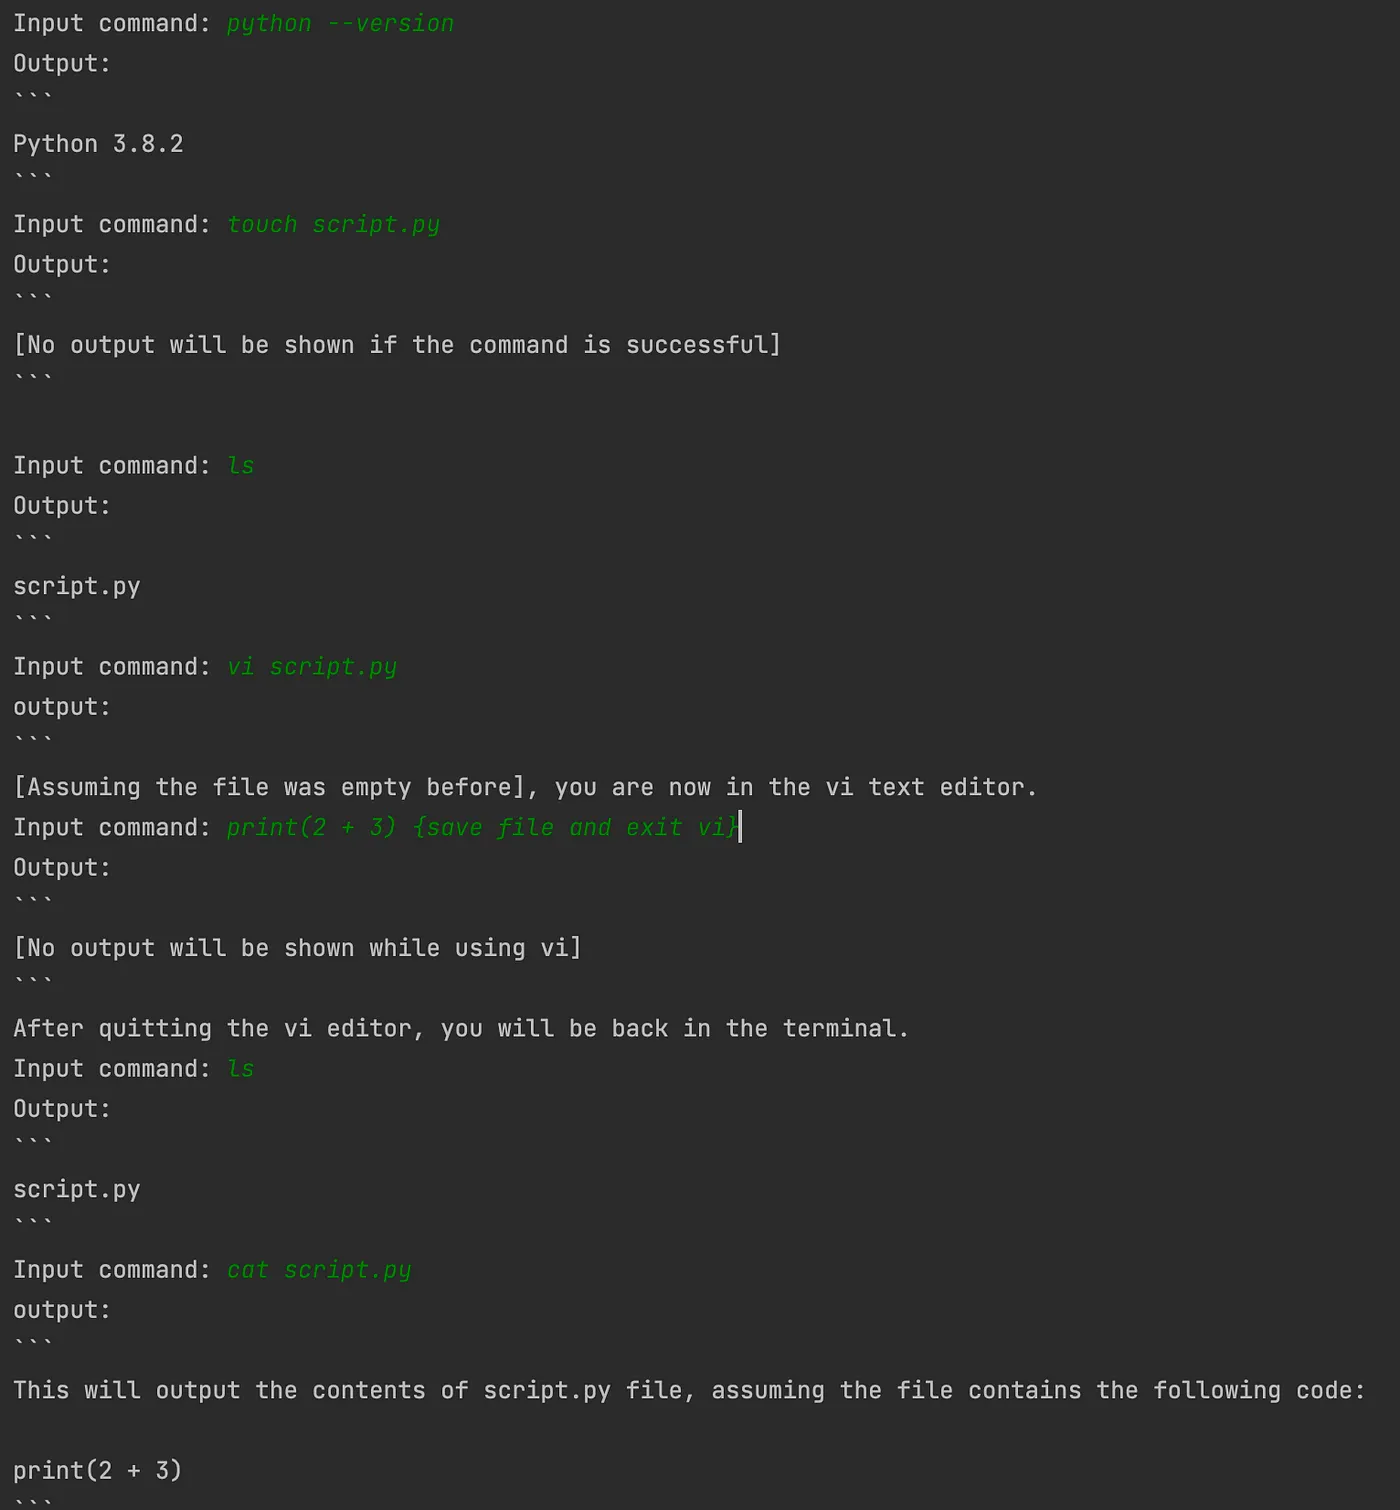 Input command: python --version
Output:
```
Python 3.8.2
```
Input command: touch script.py
Output:
```
[No output will be shown if the command is successful]
```
Input command: ls
Output:
```
script.py
```
Input command: vi script.py
output:
```
[Assuming the file was empty before], you are now in the vi text editor.
Input command: print(2 + 3) {save file and exit vi}
Output:
```
[No output will be shown while using vi]
```
After quitting the vi editor, you will be back in the terminal.
Input command: ls
Output:
```
script.py
```
Input command: cat script.py
output:
```
This will output the contents of script.py file, assuming the file contains the following code:
print(2 + 3)
```